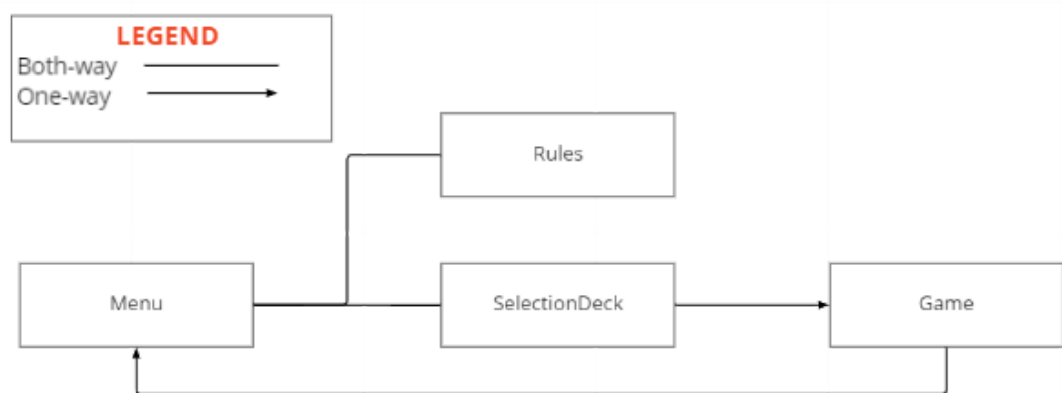 LEGEND
Both-way
One-way
Rules
Menu
SelectionDeck
Game